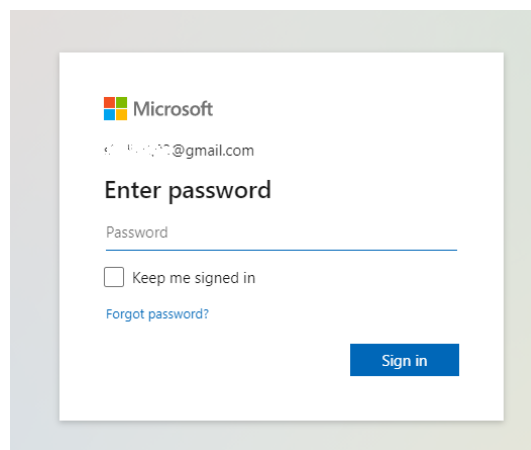 Microsoft
@gmail.com
Enter password
Password
Keep me signed in
Forgot password?
Sign in